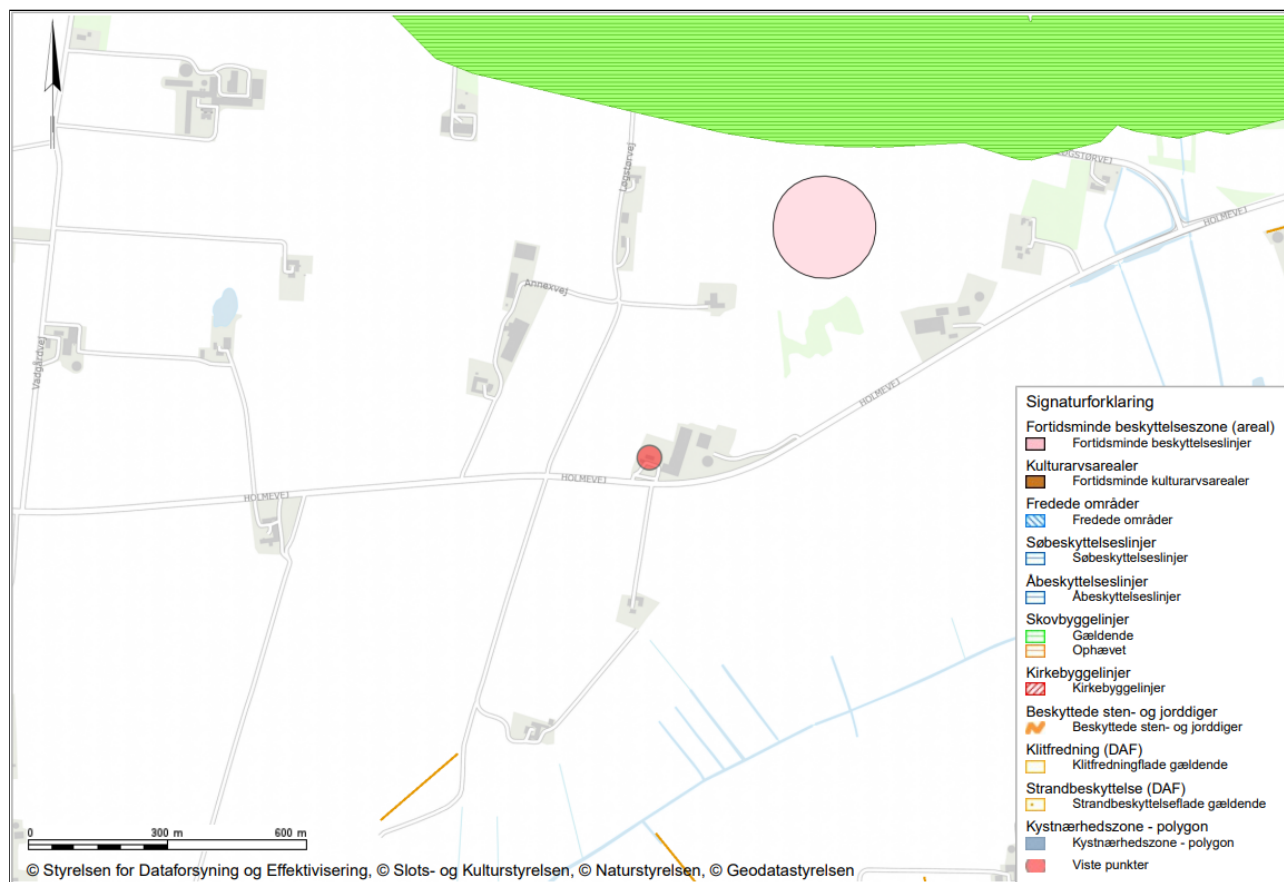 Løgstørvej
LØGSTØRVEJ
HOLMEVEJ
Annexvej
Vadgårdvej
HOLMEVEJ
HOLMEVEJ
HOLMEVEJ
Signaturforklaring
Fortidsminde beskyttelseszone (areal)
Fortidsminde beskyttelseslinjer
Kulturarvsarealer
Fortidsminde kulturarvsarealer
Fredede områder
Fredede områder
Søbeskyttelseslinjer
Søbeskyttelseslinjer
Åbeskyttelseslinjer
Åbeskyttelseslinjer
Skovbyggelinjer
Gældende
Ophævet
Kirkebyggelinjer
Kirkebyggelinjer
Beskyttede sten- og jorddiger
Beskyttede sten- og jorddiger
Klitfredning (DAF)
Klitfredningflade gældende
Strandbeskyttelse (DAF)
Strandbeskyttelseflade gældende
Kystnærhedszone - polygon
Kystnærhedszone - polygon
Viste punkter
0 300 m 600 m
© Styrelsen for Dataforsyning og Effektivisering, © Slots- og Kulturstyrelsen, © Naturstyrelsen, © Geodatastyrelsen